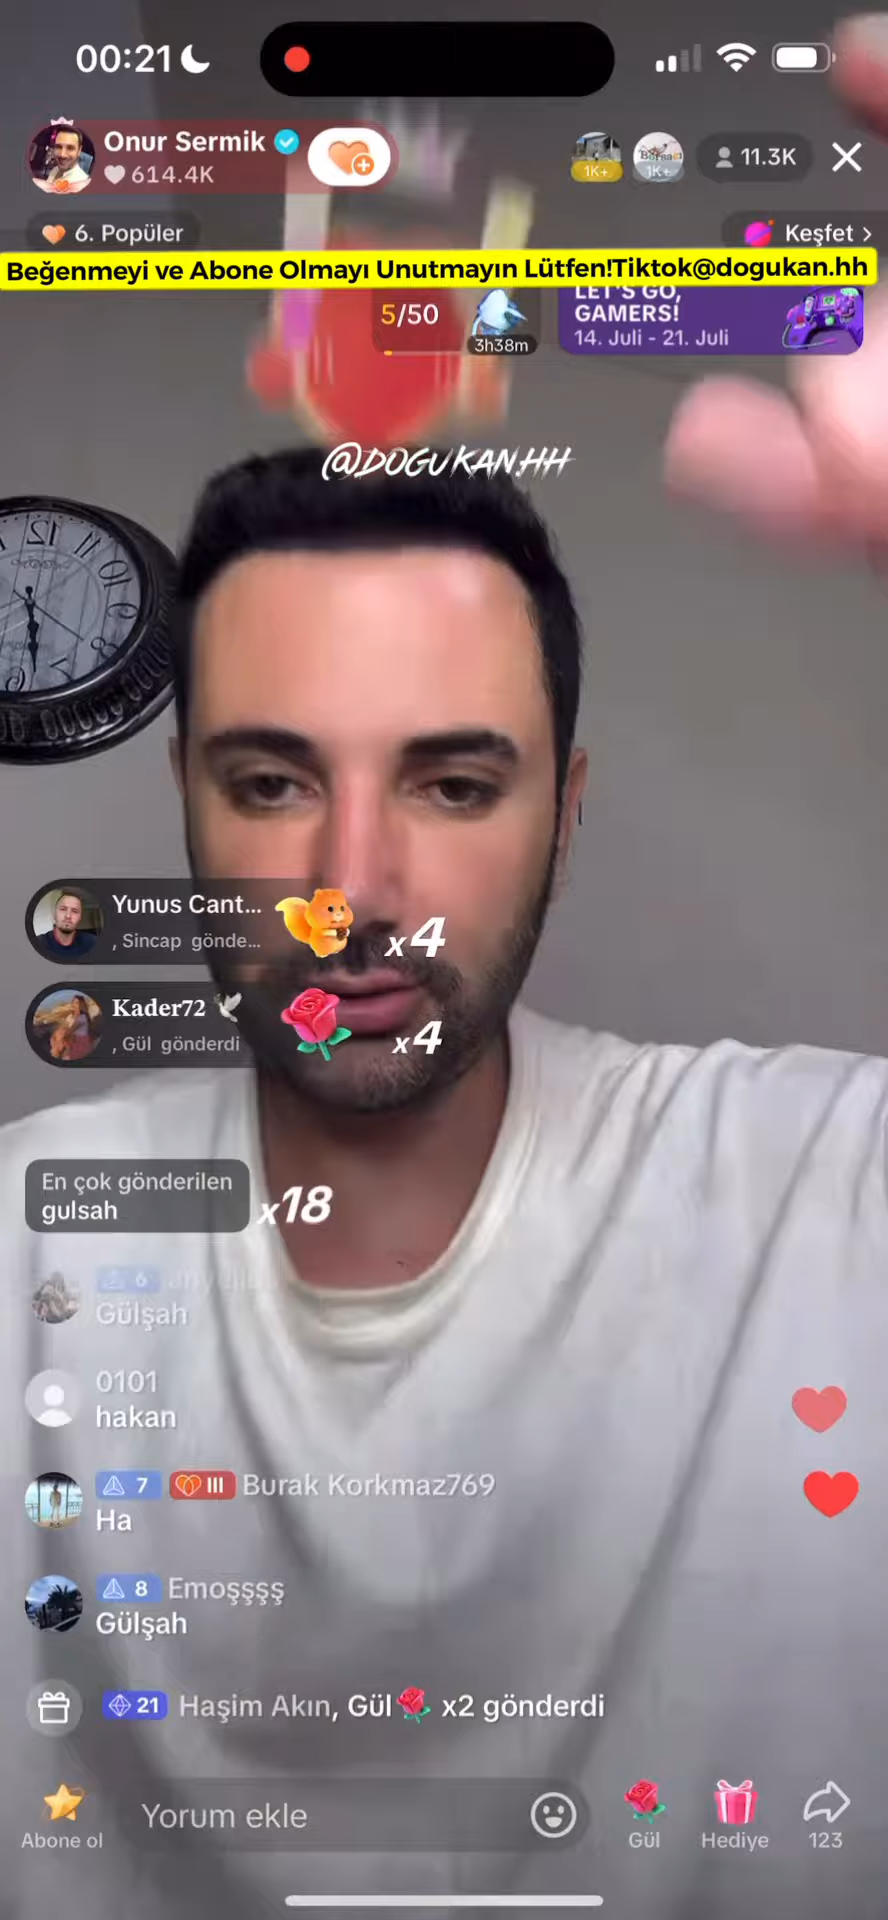 00:21
Onur Sermik
614.4K
1K+
1K+
11.3K
6. Popüler
Keşfet >
Beğenmeyi ve Abone Olmayı Unutmayın Lütfen!Tiktok@dogukan.hh
5/50
3h38m
LET'S GO,
GAMERS!
14. Juli - 21. Juli
@DOGUKAN.HH
Yunus Cant...
, Sincap gönde...
x4
Kader72
, Gül gönderdi
x4
En çok gönderilen
gulsah
x18
6
Gülşah
0101
hakan
7 III Burak Korkmaz769
Ha
8 Emoşşşş
Gülşah
21 Haşim Akın, Gül x2 gönderdi
Abone ol
Yorum ekle
Gül
Hediye
123